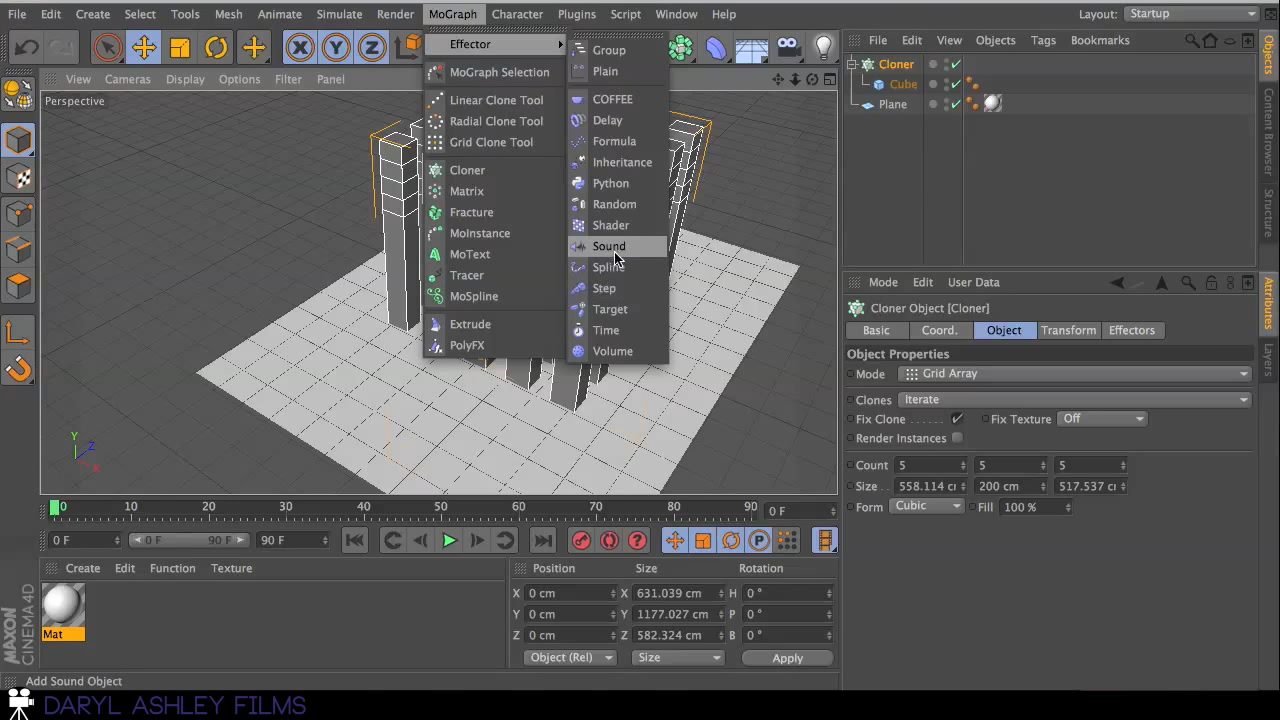 File Edit Create Select Tools Mesh Animate Simulate Render MoGraph Character Plugins Script Window Help Layout: Startup
X Y Z
View Cameras Display Options Filter Panel
Perspective
Y
Z
X
Effector
MoGraph Selection
Linear Clone Tool
Radial Clone Tool
Grid Clone Tool
Cloner
Matrix
Fracture
MoInstance
MoText
Tracer
MoSpline
Extrude
PolyFX
Group
Plain
COFFEE
Delay
Formula
Inheritance
Python
Random
Shader
Sound
Spline
Step
Target
Time
Volume
File Edit View Objects Tags Bookmarks
Cloner
Cube
Plane
Objects
Content Browser
Structure
Mode Edit User Data
Cloner Object [Cloner]
Basic Coord. Object Transform Effectors
Object Properties
Mode Grid Array
Clones Iterate
Fix Clone Fix Texture Off
Render Instances
Count 5 5 5
Size 558.114 cm 200 cm 517.537 cm
Form Cubic Fill 100 %
Attributes
Layers
0 10 20 30 40 50 60 70 80 90 0 F
0 F 0 F 90 F 90 F
P
Create Edit Function Texture
Mat
Position Size Rotation
X 0 cm X 631.039 cm H 0 °
Y 0 cm Y 1177.027 cm P 0 °
Z 0 cm Z 582.324 cm B 0 °
Object (Rel) Size Apply
MAXON
CINEMA 4D
Add Sound Object
DARYL ASHLEY FILMS